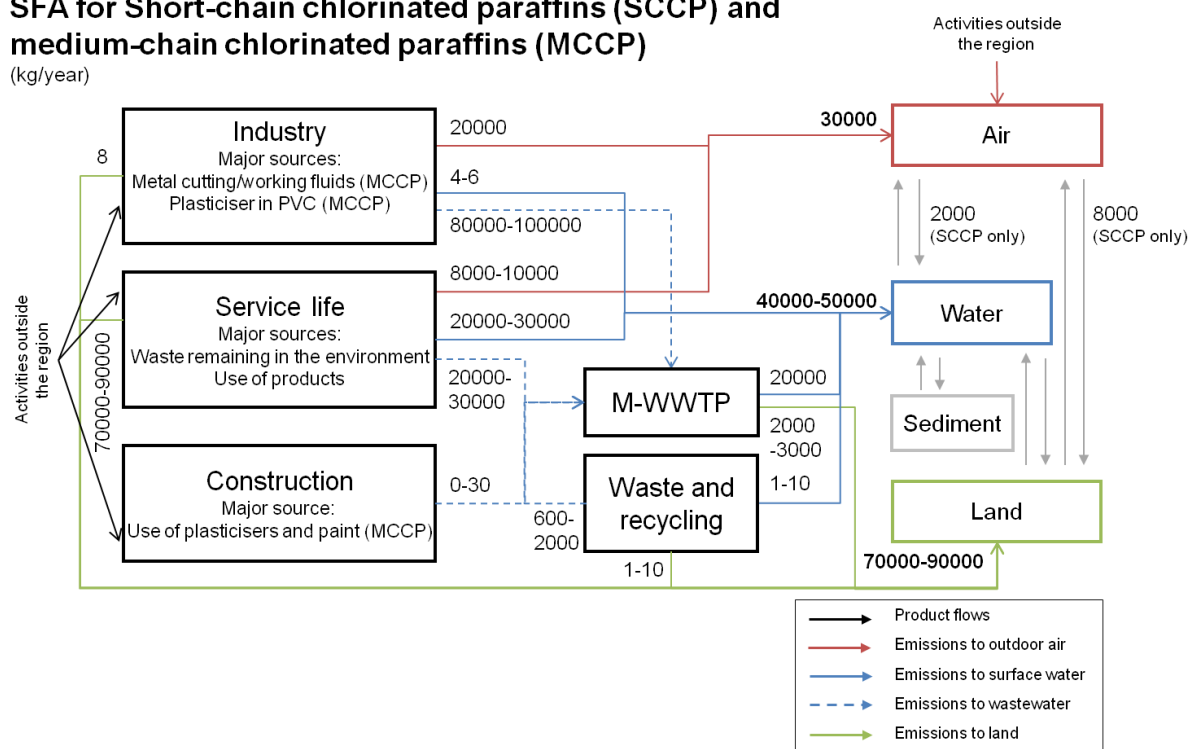 SFA for Short-chain chlorinated paraffins (SCCP) and
medium-chain chlorinated paraffins (MCCP)
(kg/year)
Activities outside
the region
Industry
Major sources:
Metal cutting/working fluids (MCCP)
Plasticiser in PVC (MCCP)
8
20000
4-6
80000-100000
30000
Air
2000
(SCCP only)
8000
(SCCP only)
Service life
Major sources:
Waste remaining in the environment
Use of products
8000-10000
20000-30000
20000-
30000
40000-50000
Water
Activities outside
the region
70000-90000
M-WWTP
20000
2000
-3000
Sediment
Construction
Major source:
Use of plasticisers and paint (MCCP)
0-30
600-
2000
Waste and
recycling
1-10
1-10
Land
70000-90000
Product flows
Emissions to outdoor air
Emissions to surface water
Emissions to wastewater
Emissions to land